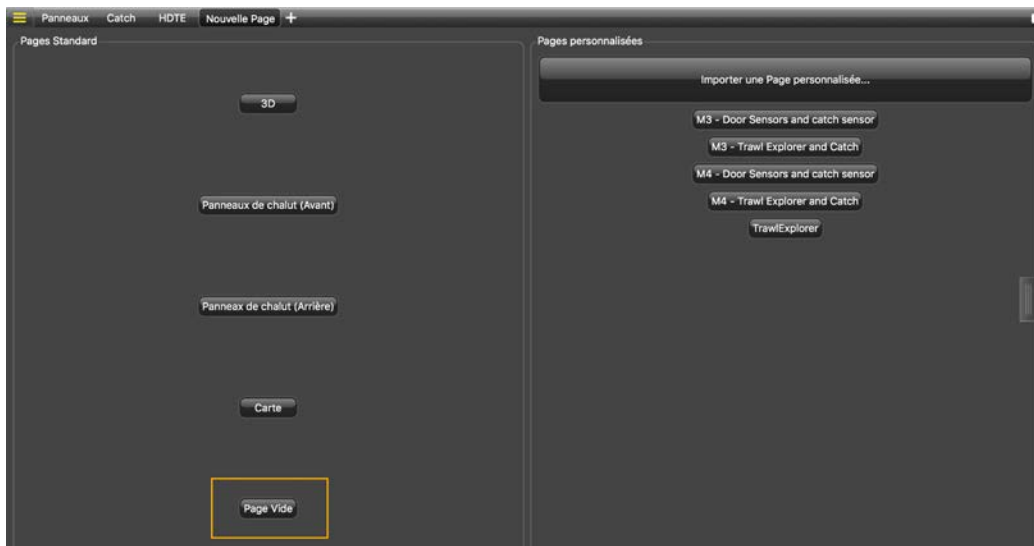 Panneaux Catch HDTE Nouvelle Page +
Pages Standard
3D
Panneaux de chalut (Avant)
Panneax de chalut (Arrière)
Carte
Page Vide
Pages personnalisées
Importer une Page personnalisée...
M3 - Door Sensors and catch sensor
M3 - Trawl Explorer and Catch
M4 - Door Sensors and catch sensor
M4 - Trawl Explorer and Catch
TrawlExplorer